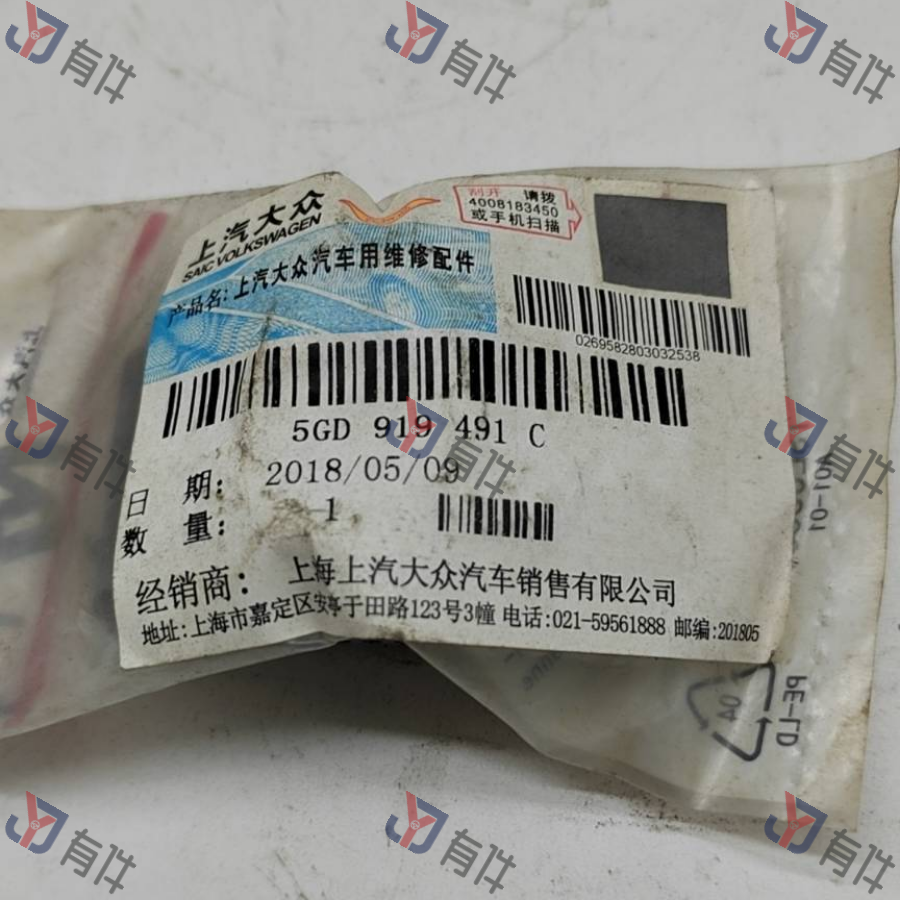 有件
有件
有件
上汽大众
SAIC VOLKSWAGEN
刮开 请拨
4008183450
或手机扫描
产品名: 上汽大众汽车用维修配件
0269582803032538
5GD 919 491 C
日 期: 2018/05/09
数 量: 1
经销商: 上海上汽大众汽车销售有限公司
地址: 上海市嘉定区安亭于田路123号3幢 电话:021-59561888 邮编:201805
有件
有件
有件
04
有件
有件
有件